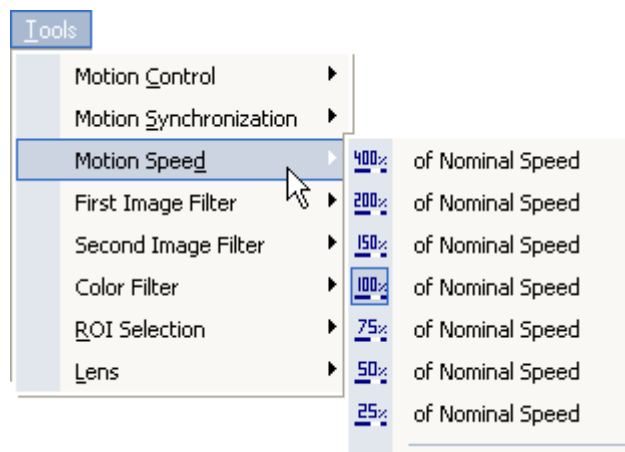 Tools
Motion Control
Motion Synchronization
Motion Speed
400% of Nominal Speed
First Image Filter
200% of Nominal Speed
Second Image Filter
150% of Nominal Speed
Color Filter
100% of Nominal Speed
ROI Selection
75% of Nominal Speed
Lens
50% of Nominal Speed
25% of Nominal Speed